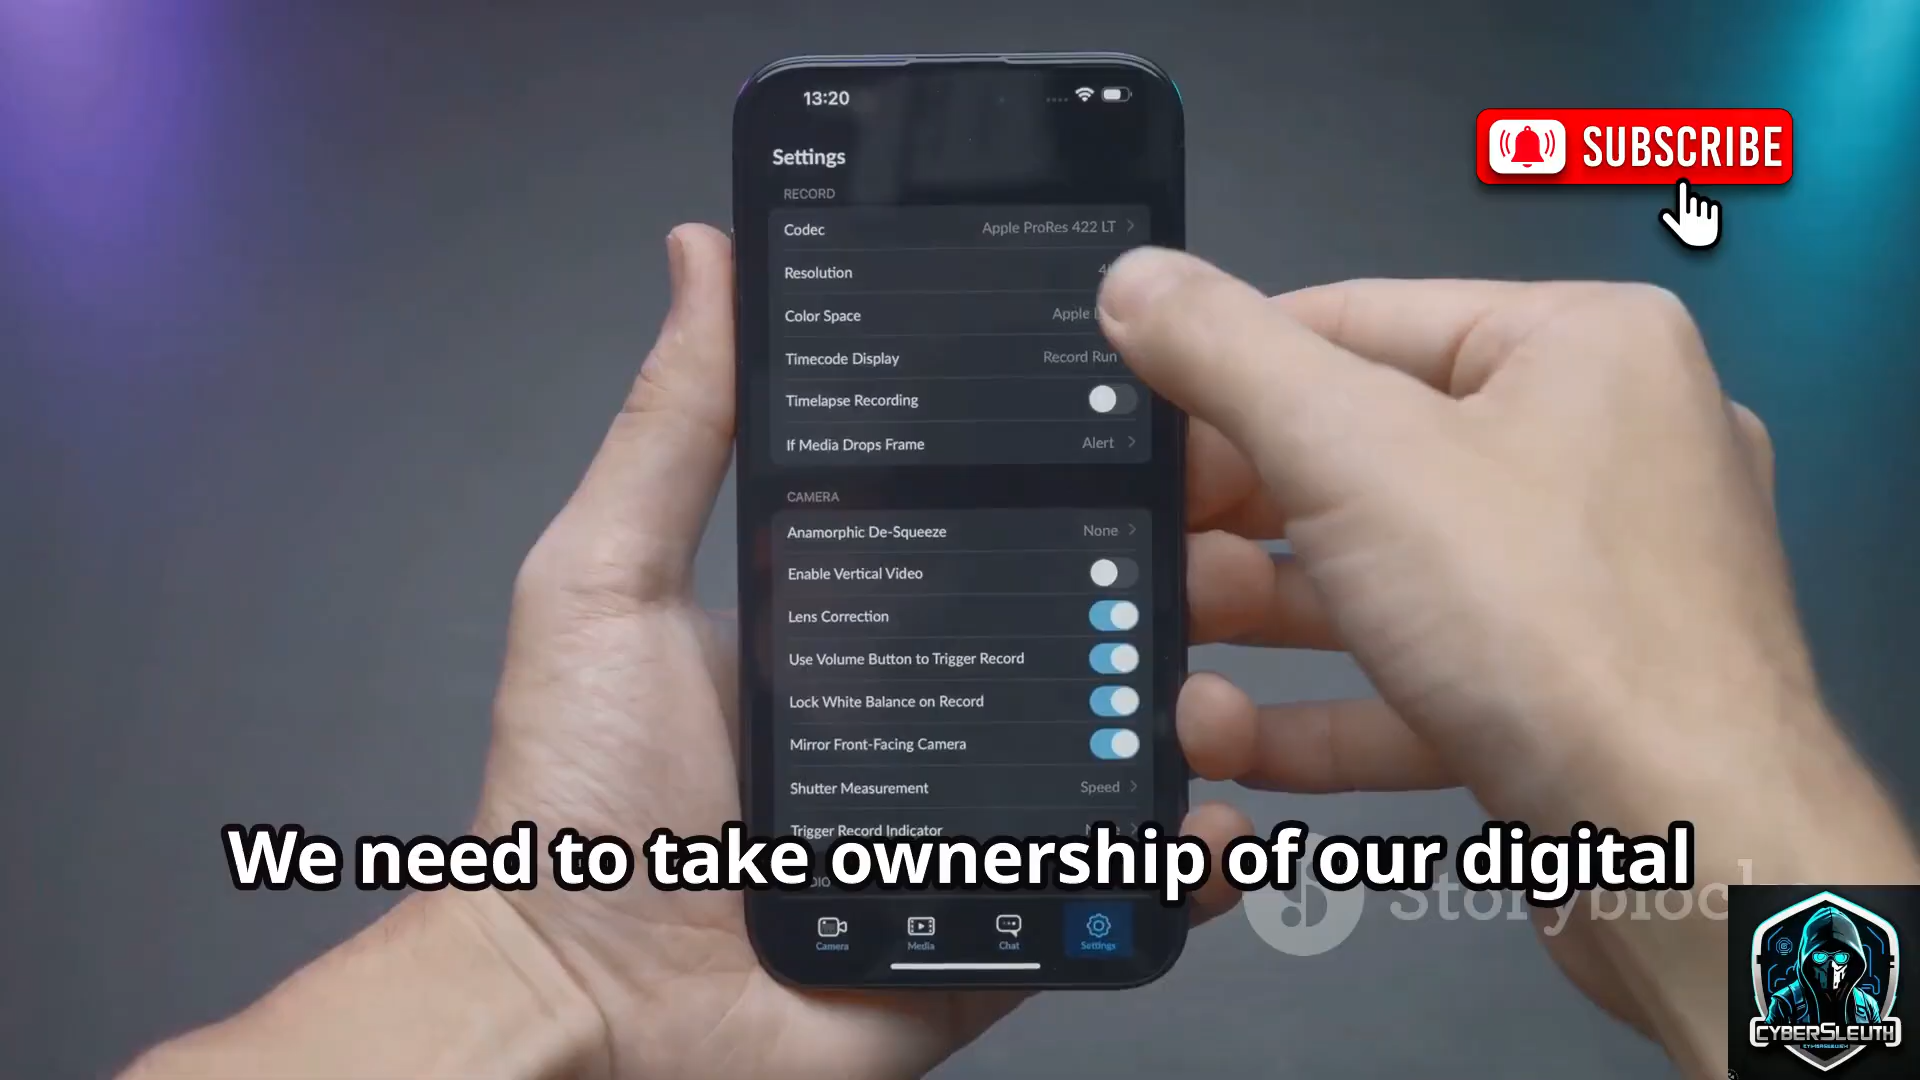 13:20
SUBSCRIBE
Settings
RECORD
Codec Apple ProRes 422 LT
Resolution
Color Space Apple
Timecode Display Record Run
Timelapse Recording
If Media Drops Frame Alert
CAMERA
Anamorphic De-Squeeze None
Enable Vertical Video
Lens Correction
Use Volume Button to Trigger Record
Lock White Balance on Record
Mirror Front-Facing Camera
Shutter Measurement Speed
Trigger Record Indicator
We need to take ownership of our digital
Camera Media Chat Settings
CYBERSLEUTH